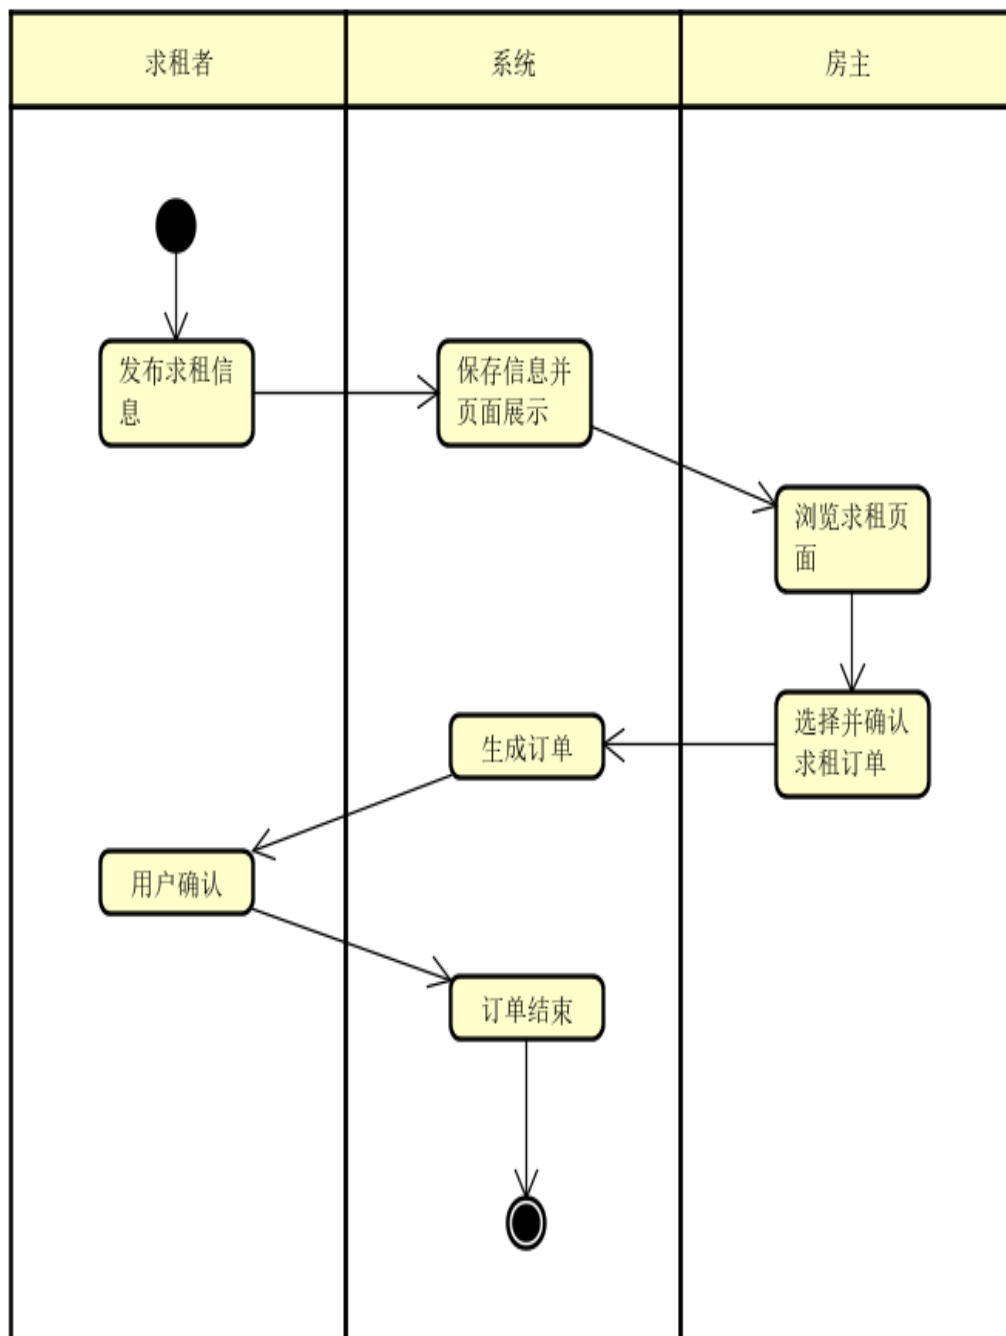 求租者
系统
房主
发布求租信
息
保存信息并
页面展示
浏览求租页
面
选择并确认
求租订单
生成订单
用户确认
订单结束